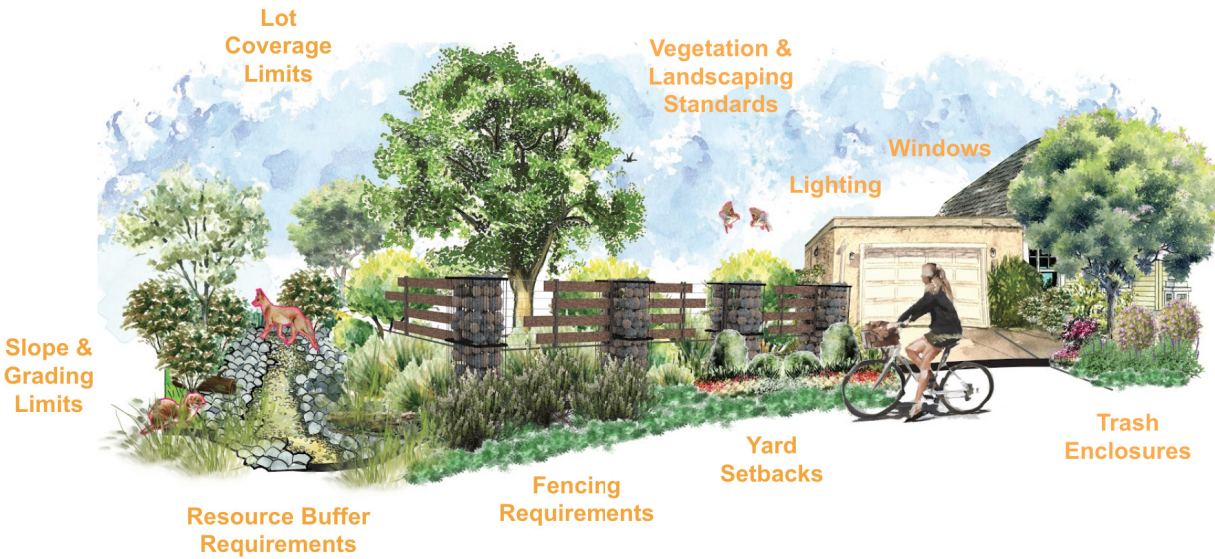 Lot
Coverage
Limits
Vegetation &
Landscaping
Standards
Windows
Lighting
Slope &
Grading
Limits
Trash
Enclosures
Yard
Setbacks
Fencing
Requirements
Resource Buffer
Requirements